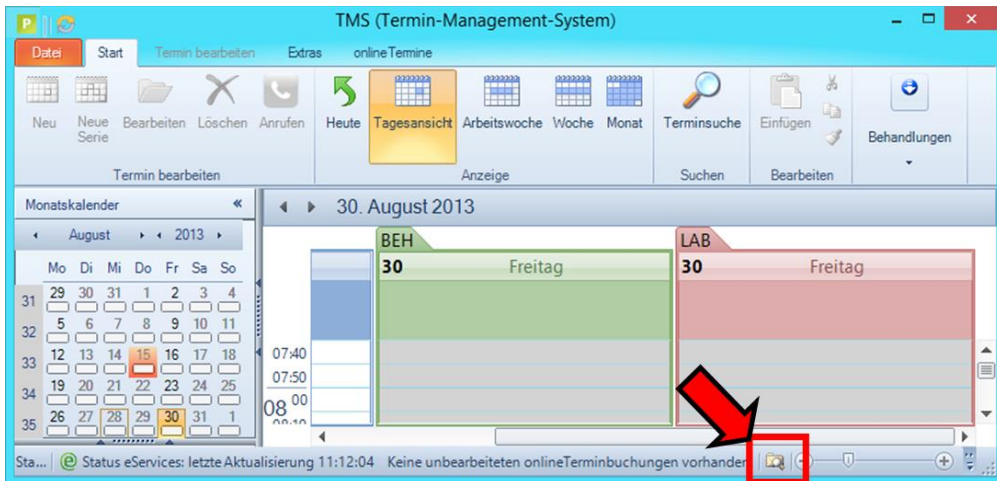 P
TMS (Termin-Management-System)
Datei Start Termin bearbeiten Extras onlineTermine
Neu Neue Serie Bearbeiten Löschen Anrufen Heute Tagesansicht Arbeitswoche Woche Monat Terminsuche Einfügen Behandlungen
Termin bearbeiten Anzeige Suchen Bearbeiten
Monatskalender « 30. August 2013
August 2013
BEH LAB
Mo Di Mi Do Fr Sa So
30 Freitag 30 Freitag
31 29 30 31 1 2 3 4
32 5 6 7 8 9 10 11
33 12 13 14 15 16 17 18
34 19 20 21 22 23 24 25
35 26 27 28 29 30 31 1
07:40
07:50
08 00
Sta... Status eServices: letzte Aktualisierung 11:12:04 Keine unbearbeiteten onlineTerminbuchungen vorhanden